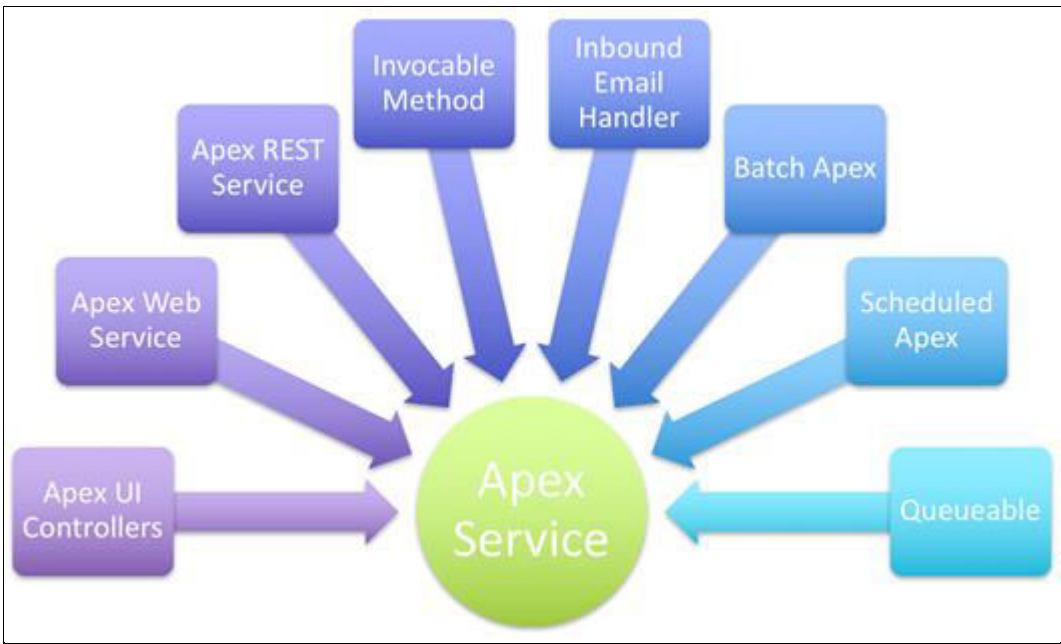 Apex UI
Controllers
Apex Web
Service
Apex REST
Service
Invocable
Method
Inbound
Email
Handler
Batch Apex
Scheduled
Apex
Queueable
Apex
Service